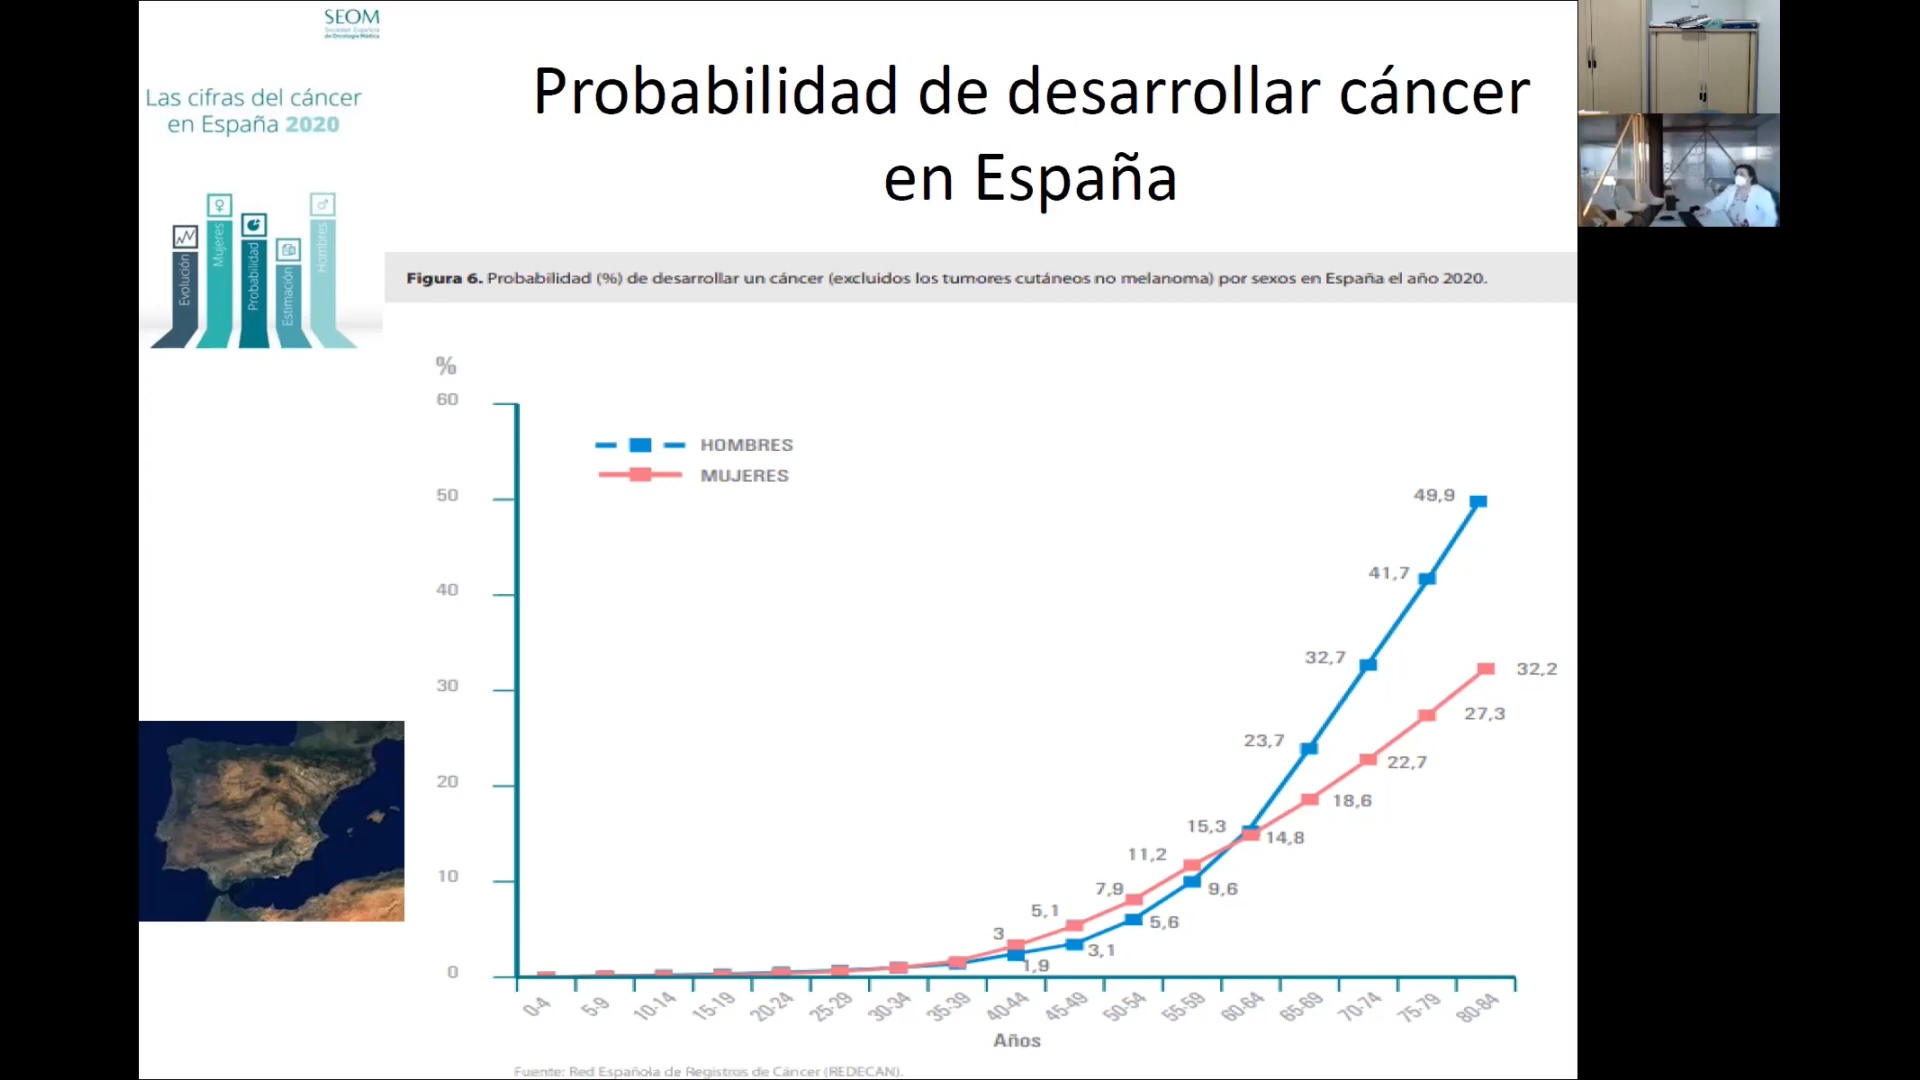 SEOM
Sociedad Española
de Oncología Médica
Las cifras del cáncer
en España 2020
Evolución
Mujeres
Probabilidad
Estimación
Hombres
Probabilidad de desarrollar cáncer
en España
Figura 6. Probabilidad (%) de desarrollar un cáncer (excluidos los tumores cutáneos no melanoma) por sexos en España el año 2020.
%
60
50
40
30
20
10
0
HOMBRES
MUJERES
49,9
41,7
32,7
32,2
27,3
23,7
22,7
18,6
15,3
14,8
11,2
9,6
7,9
5,6
5,1
3,1
3
1,9
0-4 5-9 10-14 15-19 20-24 25-29 30-34 35-39 40-44 45-49 50-54 55-59 60-64 65-69 70-74 75-79 80-84
Años
Fuente: Red Española de Registros de Cáncer (REDECAN).